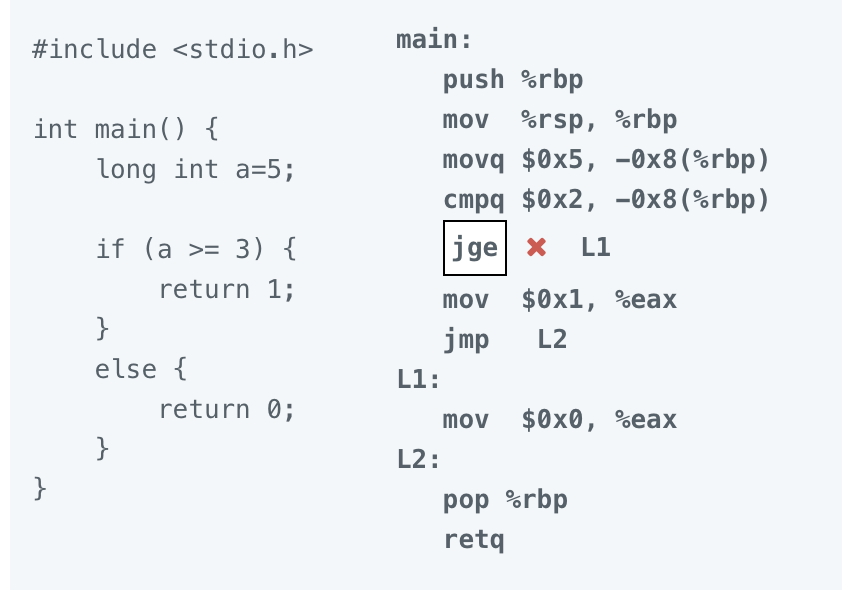 #include <stdio.h>

int main() {
    long int a=5;

    if (a >= 3) {
        return 1;
    }
    else {
        return 0;
    }
}

main:
   push %rbp
   mov  %rsp, %rbp
   movq $0x5, -0x8(%rbp)
   cmpq $0x2, -0x8(%rbp)
   jge ✖ L1
   mov  $0x1, %eax
   jmp   L2
L1:
   mov  $0x0, %eax
L2:
   pop %rbp
   retq